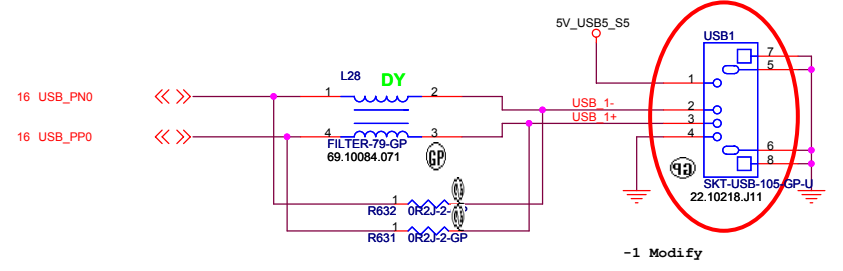 5V_USB5_S5
USB1
7
5
L28
DY
1
16 USB_PN0
1
2
USB_1-
2
USB_1+
3
4
16 USB_PP0
4
3
FILTER-79-GP
69.10084.071
GP
6
8
GP
SKT-USB-105-GP-U
22.10218.J11
1
R632
0R2J-2-GP
1
R631
0R2J-2-GP
-1 Modify